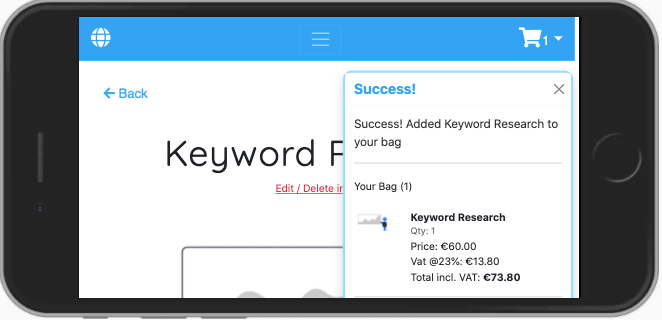 1
Back
Success!
Success! Added Keyword Research to
your bag
Keyword
Edit / Delete
Your Bag (1)
Keyword Research
Qty: 1
Price: €60.00
Vat @23%: €13.80
Total incl. VAT: €73.80